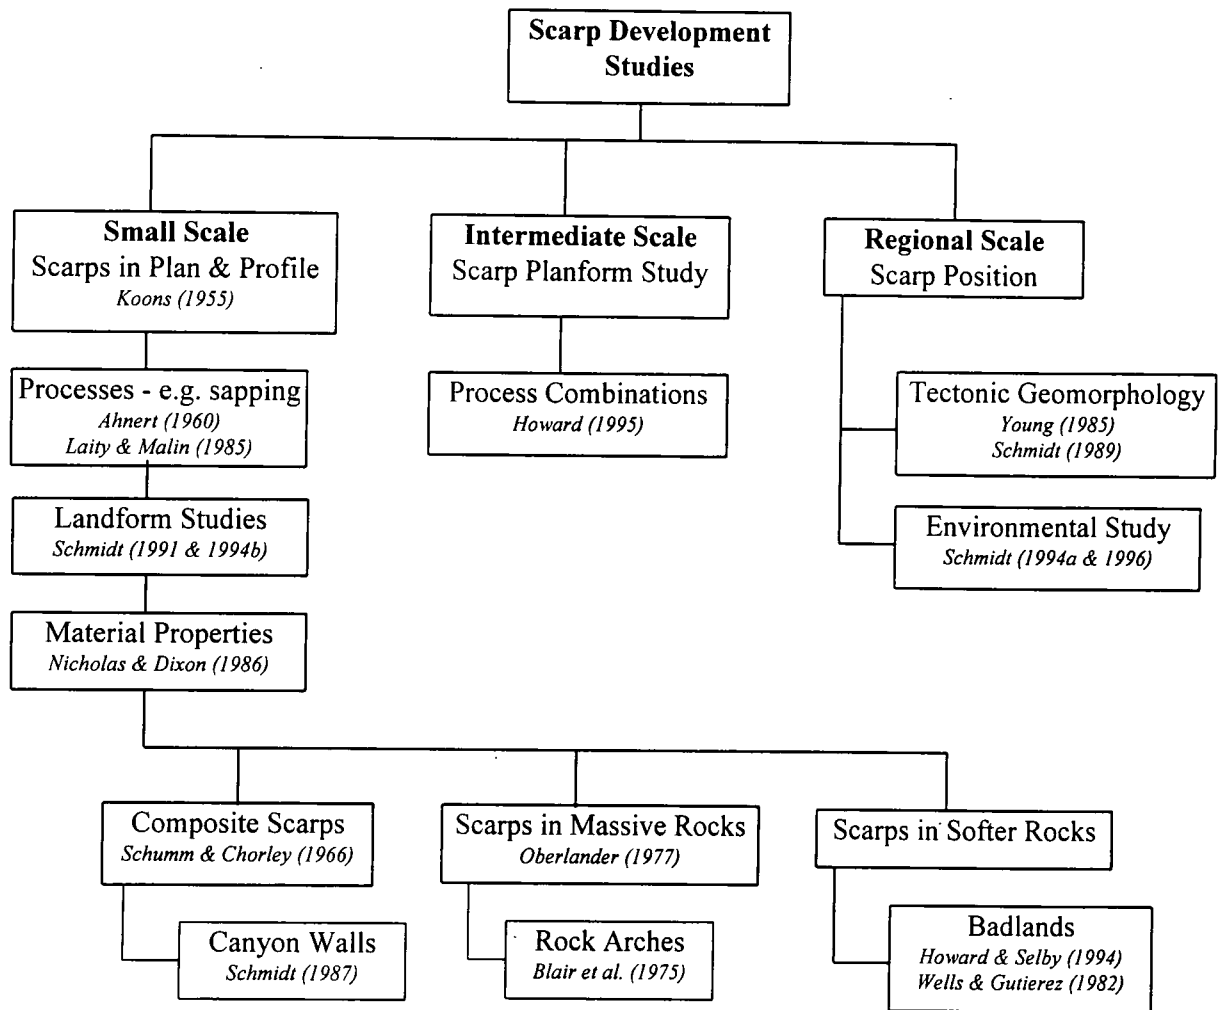 Scarp Development
Studies
Small Scale
Scarps in Plan & Profile
Koons (1955)
Intermediate Scale
Scarp Planform Study
Regional Scale
Scarp Position
Processes - e.g. sapping
Ahnert (1960)
Laity & Malin (1985)
Process Combinations
Howard (1995)
Tectonic Geomorphology
Young (1985)
Schmidt (1989)
Landform Studies
Schmidt (1991 & 1994b)
Environmental Study
Schmidt (1994a & 1996)
Material Properties
Nicholas & Dixon (1986)
Composite Scarps
Schumm & Chorley (1966)
Scarps in Massive Rocks
Oberlander (1977)
Scarps in Softer Rocks
Canyon Walls
Schmidt (1987)
Rock Arches
Blair et al. (1975)
Badlands
Howard & Selby (1994)
Wells & Gutierez (1982)